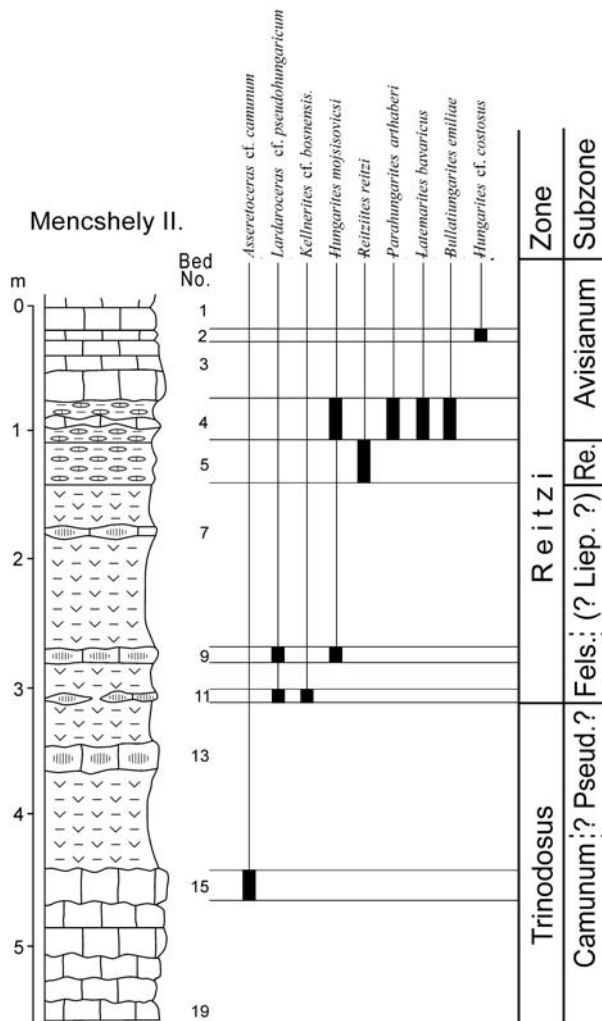 Mencshely II.
m
Bed
No.
Asseretoceras cf. camunum
Lardaroceras cf. pseudohungaricum
Kellnerites cf. bosnensis.
Hungarites mojsisovicsi
Reitziites reitzi
Parahungarites arthaberi
Latemarites bavaricus
Bullatiungarites emiliae
Hungarites cf. costosus
Zone
Subzone
0
1
2
3
4
5
1
2
3
4
5
7
9
11
13
15
19
Reitzi
Trinodosus
Avisianum
Re.
Fels. (? Liep. ?)
Camunum ? Pseud.?